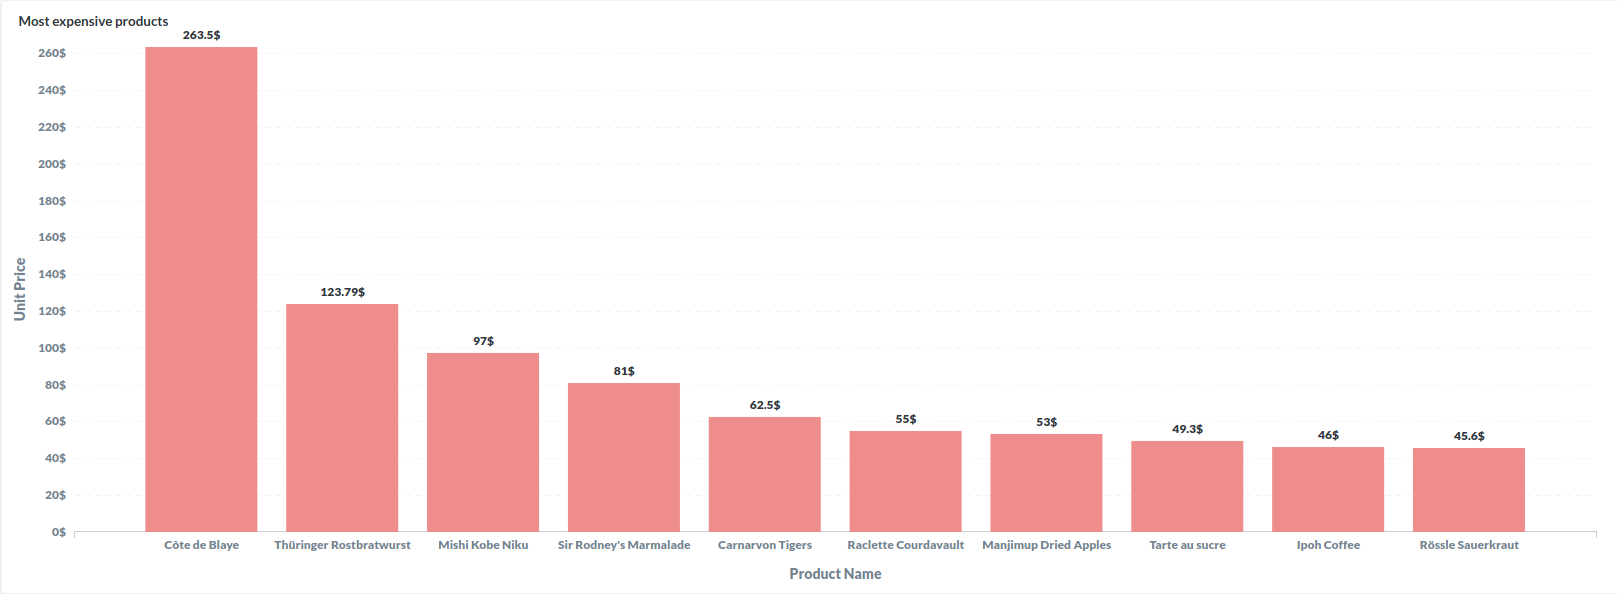 Most expensive products
263.5$
260$
240$
220$
200$
180$
160$
140$
120$
100$
80$
60$
40$
20$
0$
Unit Price
123.79$
97$
81$
62.5$
55$
53$
49.3$
46$
45.6$
Côte de Blaye
Thüringer Rostbratwurst
Mishi Kobe Niku
Sir Rodney's Marmalade
Carnarvon Tigers
Raclette Courdavault
Manjimup Dried Apples
Tarte au sucre
Ipoh Coffee
Rössle Sauerkraut
Product Name